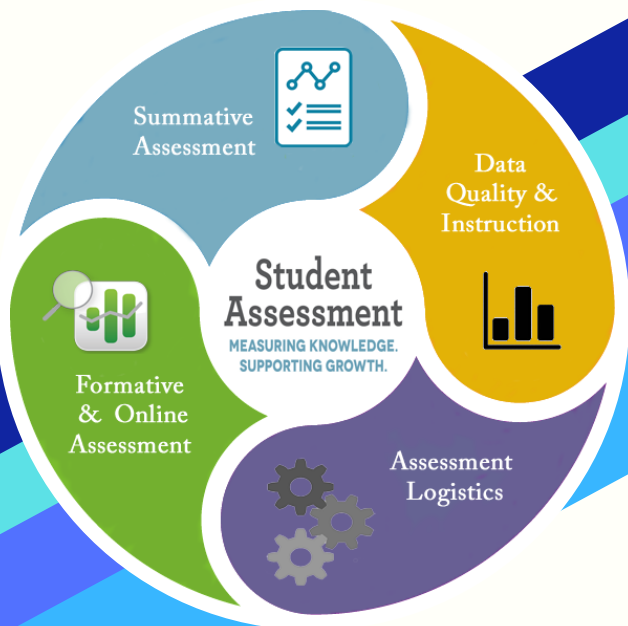 Summative
Assessment
Data
Quality &
Instruction
Student
Assessment
MEASURING KNOWLEDGE.
SUPPORTING GROWTH.
Formative
& Online
Assessment
Assessment
Logistics